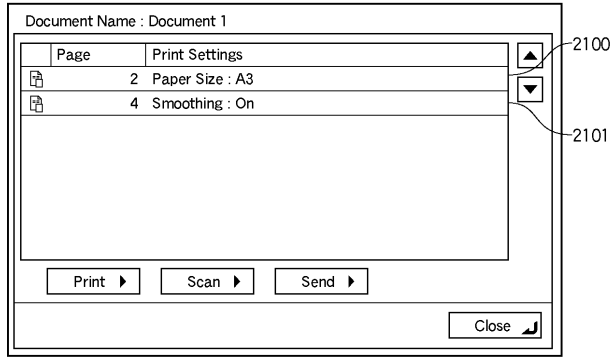 Document Name : Document 1
Page Print Settings
2 Paper Size : A3
4 Smoothing : On
2100
2101
Print Scan Send
Close